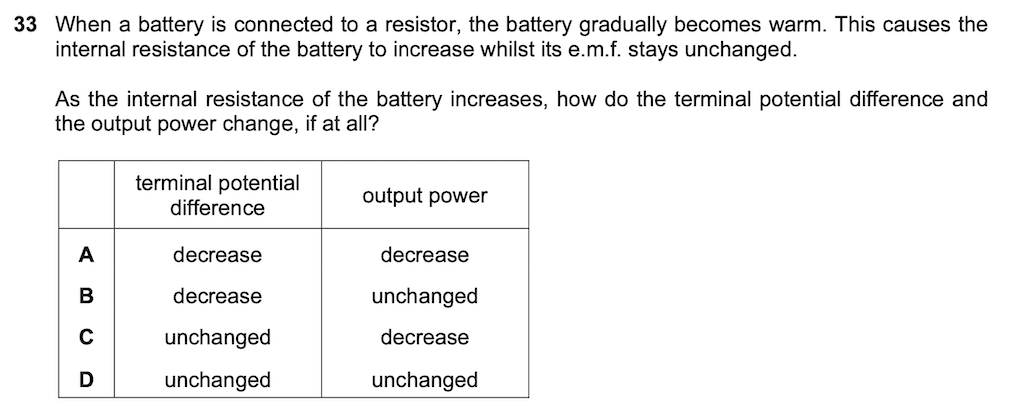 33 When a battery is connected to a resistor, the battery gradually becomes warm. This causes the
internal resistance of the battery to increase whilst its e.m.f. stays unchanged.
As the internal resistance of the battery increases, how do the terminal potential difference and
the output power change, if at all?
terminal potential
difference
output power
A decrease decrease
B decrease unchanged
C unchanged decrease
D unchanged unchanged